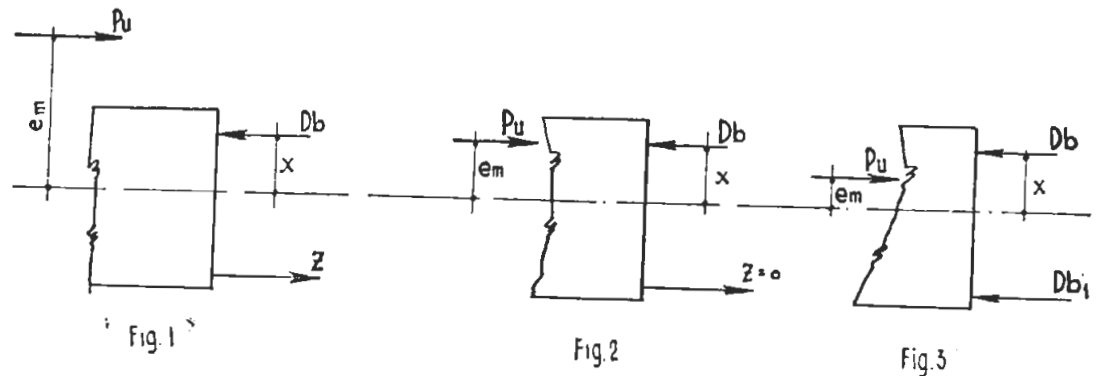 Pu
em
Db
x
Z
Fig. 1
Pu
em
Db
x
Z=0
Fig. 2
Pu
em
Db
x
Db1
Fig. 3